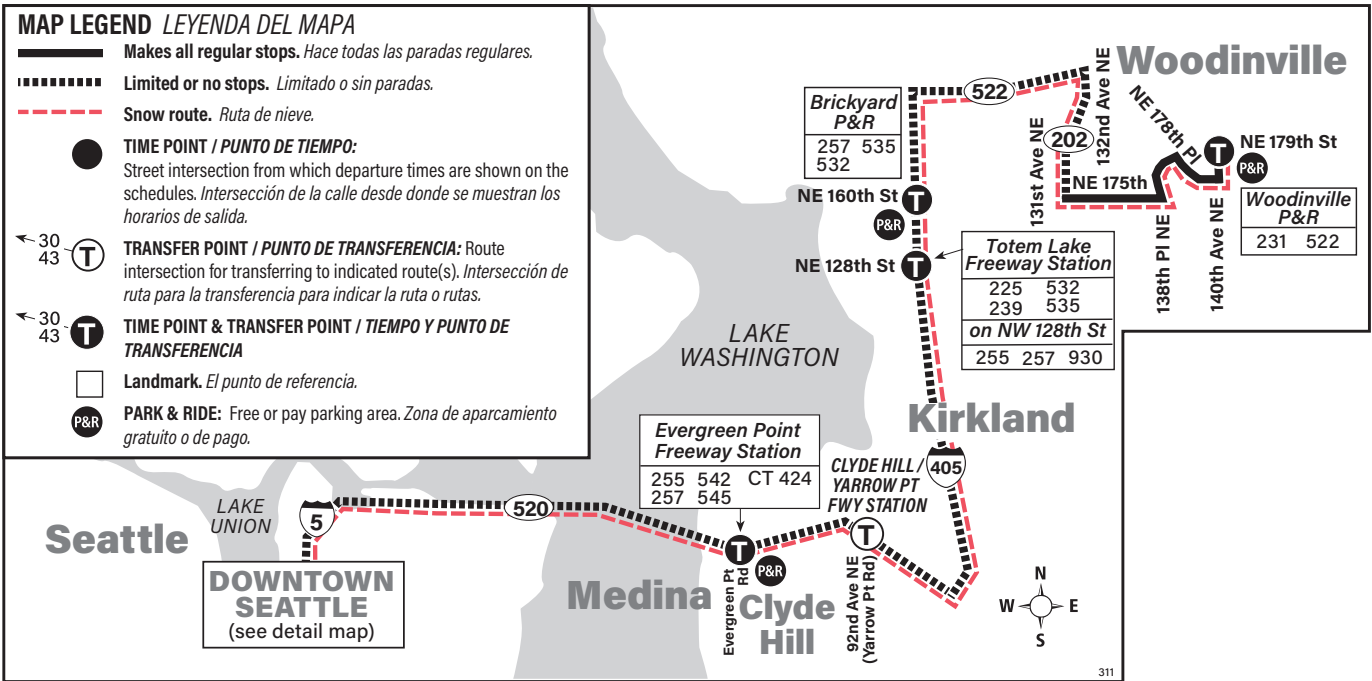 MAP LEGEND LEYENDA DEL MAPA
Makes all regular stops. Hace todas las paradas regulares.
Limited or no stops. Limitado o sin paradas.
Snow route. Ruta de nieve.
TIME POINT / PUNTO DE TIEMPO:
Street intersection from which departure times are shown on the
schedules. Intersección de la calle desde donde se muestran los
horarios de salida.
30
43
T
TRANSFER POINT / PUNTO DE TRANSFERENCIA: Route
intersection for transferring to indicated route(s). Intersección de
ruta para la transferencia para indicar la ruta o rutas.
30
43
T
TIME POINT & TRANSFER POINT / TIEMPO Y PUNTO DE
TRANSFERENCIA
Landmark. El punto de referencia.
P&R
PARK & RIDE: Free or pay parking area. Zona de aparcamiento
gratuito o de pago.
Woodinville
522
132nd Ave NE
202
131st Ave NE
NE 175th
NE 178th Pl
138th Pl NE
140th Ave NE
T
NE 179th St
P&R
Woodinville
P&R
231 522
Brickyard
P&R
257 535
532
NE 160th St
T
P&R
NE 128th St
T
Totem Lake
Freeway Station
225 532
239 535
on NW 128th St
255 257 930
LAKE
WASHINGTON
Kirkland
405
Evergreen Point
Freeway Station
255 542 CT 424
257 545
CLYDE HILL /
YARROW PT
FWY STATION
T
92nd Ave NE
(Yarrow Pt Rd)
T
P&R
Evergreen Pt
Rd
Medina
Clyde
Hill
520
LAKE
UNION
5
Seattle
DOWNTOWN
SEATTLE
(see detail map)
N
W
E
S
311